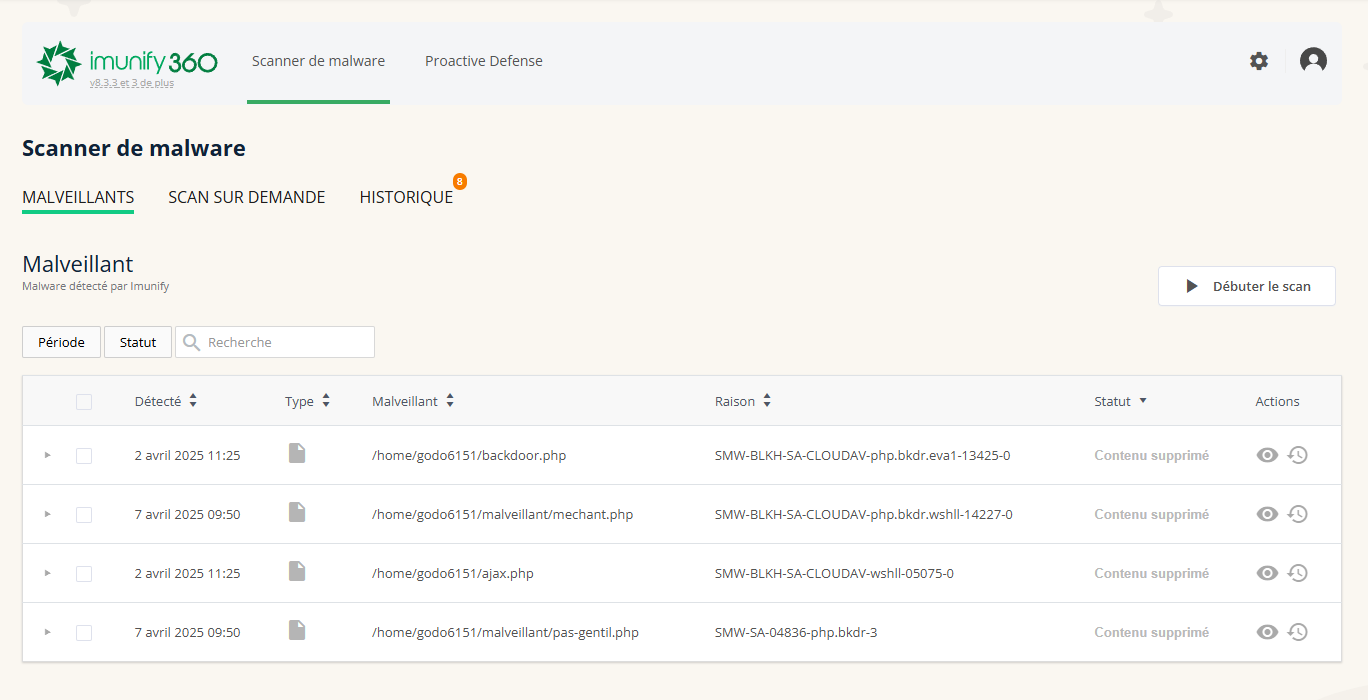 imunify360 Scanner de malware Proactive Defense
v8.3.3 et 3 de plus
Scanner de malware
MALVEILLANTS SCAN SUR DEMANDE HISTORIQUE 8
Malveillant
Malware détecté par Imunify
Débuter le scan
Période Statut Recherche
Détecté Type Malveillant Raison Statut Actions
2 avril 2025 11:25 /home/godo6151/backdoor.php SMW-BLKH-SA-CLOUDAV-php.bkdr.eva1-13425-0 Contenu supprimé
7 avril 2025 09:50 /home/godo6151/malveillant/mechant.php SMW-BLKH-SA-CLOUDAV-php.bkdr.wshll-14227-0 Contenu supprimé
2 avril 2025 11:25 /home/godo6151/ajax.php SMW-BLKH-SA-CLOUDAV-wshll-05075-0 Contenu supprimé
7 avril 2025 09:50 /home/godo6151/malveillant/pas-gentil.php SMW-SA-04836-php.bkdr-3 Contenu supprimé